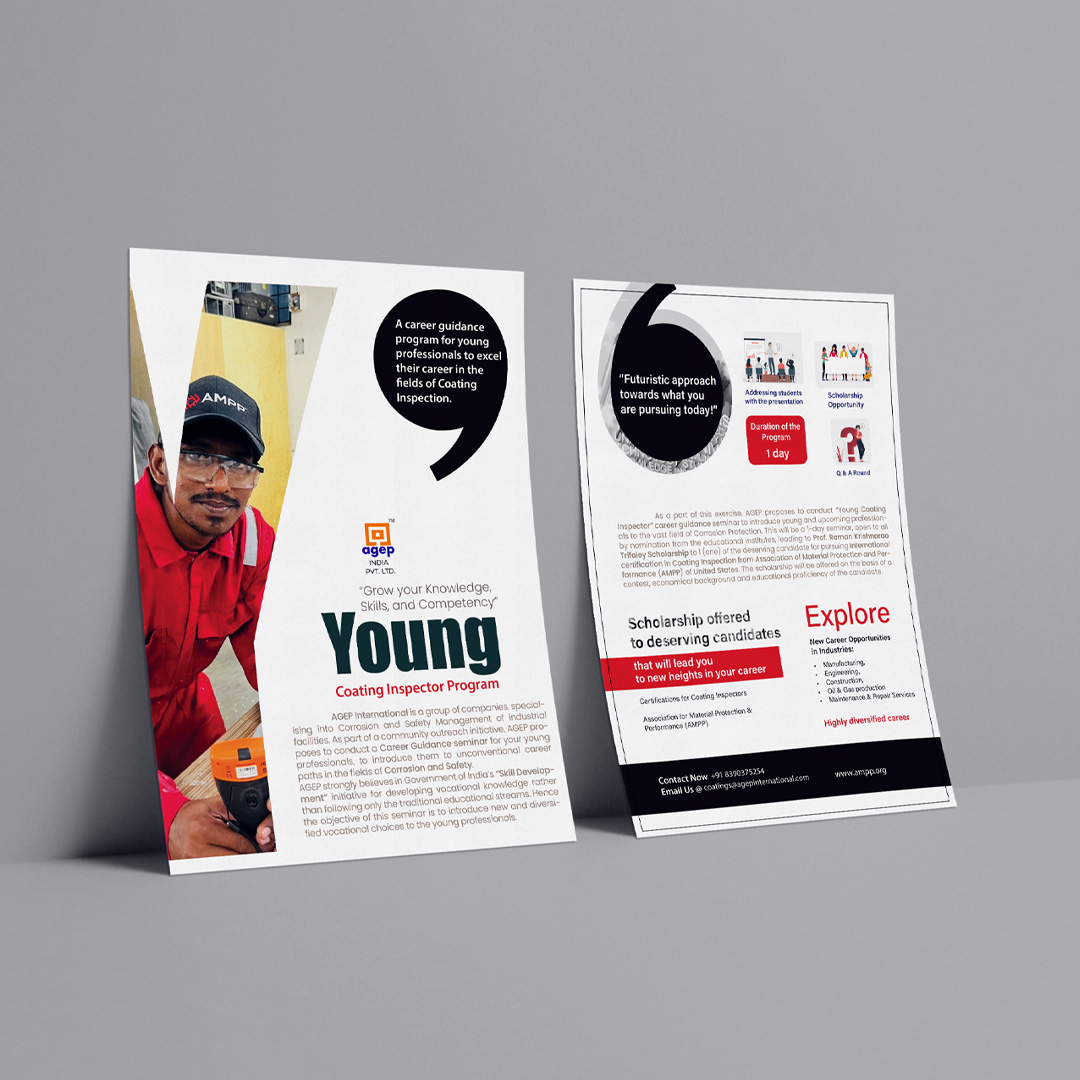 AMPP
A career guidance
program for young
professionals to excel
their career in the
fields of Coating
Inspection.
TM
agep
INDIA
PVT. LTD.
“Grow your Knowledge,
Skills, and Competency”
Young
Coating Inspector Program
AGEP International is a group of companies, special-
ising into Corrosion and Safety Management of Industrial
facilities. As part of a community outreach initiative, AGEP pro-
poses to conduct a Career Guidance seminar for your young
professionals, to introduce them to unconventional career
paths in the fields of Corrosion and Safety.
AGEP strongly believes in Government of India's “Skill Develop-
ment” initiative for developing vocational knowledge rather
than following only the traditional educational streams. Hence
the objective of this seminar is to introduce new and diversi-
fied vocational choices to the young professionals.
“Futuristic approach
towards what you
are pursuing today!”
Addressing students
with the presentation
Scholarship
Opportunity
Duration of the
Program
1 day
Q & A Round
As a part of this exercise, AGEP proposes to conduct “Young Coating
Inspector” career guidance seminar to introduce young and upcoming profession-
als to the vast field of Corrosion Protection. This will be a 1-day seminar, open to all
by nomination from the educational institutes, leading to Prof. Raman Krishnarao
Trifaley Scholarship to 1 (one) of the deserving candidate for pursuing International
certification in Coating Inspection from Association of Material Protection and Per-
formance (AMPP) of United States. The scholarship will be offered on the basis of a
contest, economical background and educational proficiency of the candidate.
Scholarship offered
to deserving candidates
that will lead you
to new heights in your career
Certifications for Coating Inspectors
Association for Material Protection &
Performance (AMPP)
Explore
New Career Opportunities
in Industries:
• Manufacturing,
• Engineering,
• Construction,
• Oil & Gas production
• Maintenance & Repair Services
Highly diversified career
Contact Now +91 8390375254
Email Us @ coatings@agepinternational.com
www.ampp.org